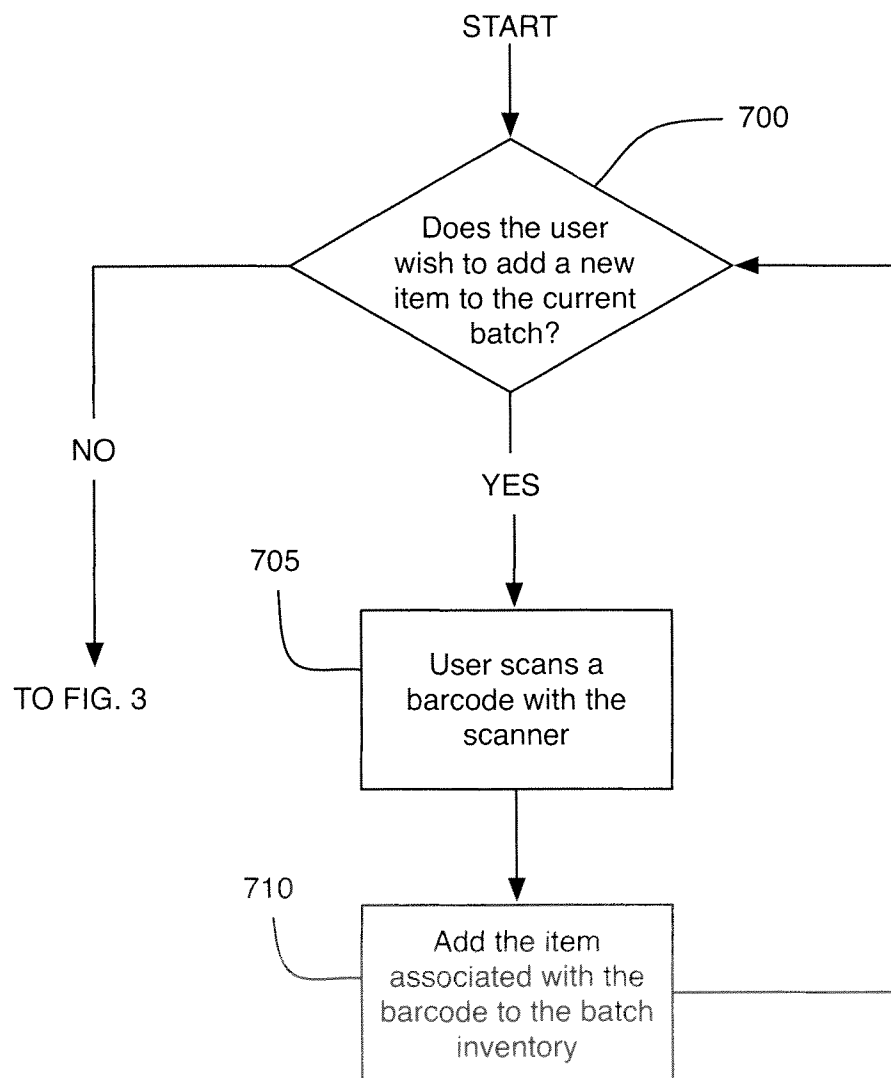 START
700
Does the user
wish to add a new
item to the current
batch?
NO
YES
705
User scans a
barcode with the
scanner
TO FIG. 3
710
Add the item
associated with the
barcode to the batch
inventory